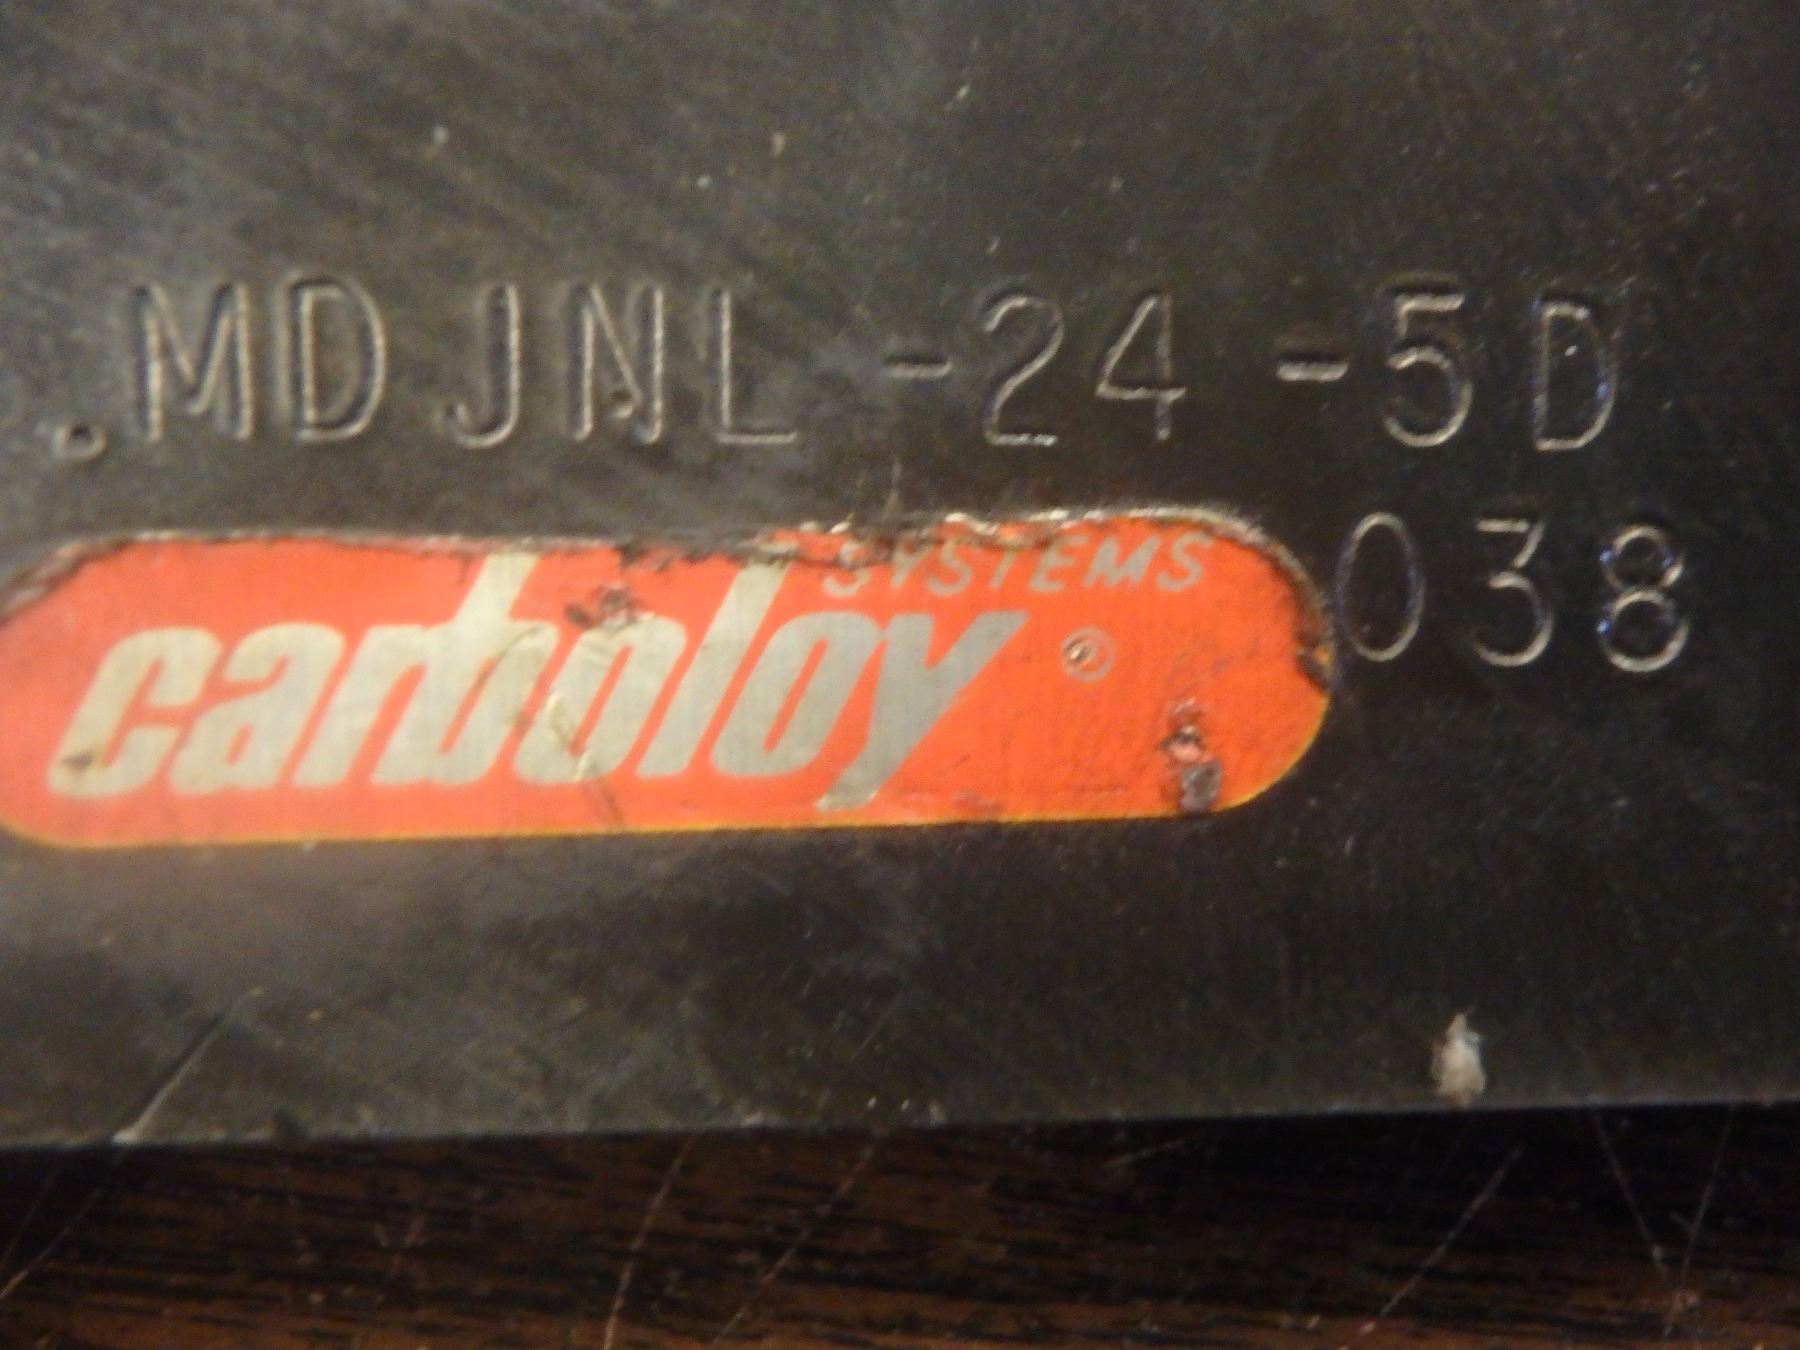 MDJNL-24-5D
SYSTEMS
carboloy ®
038